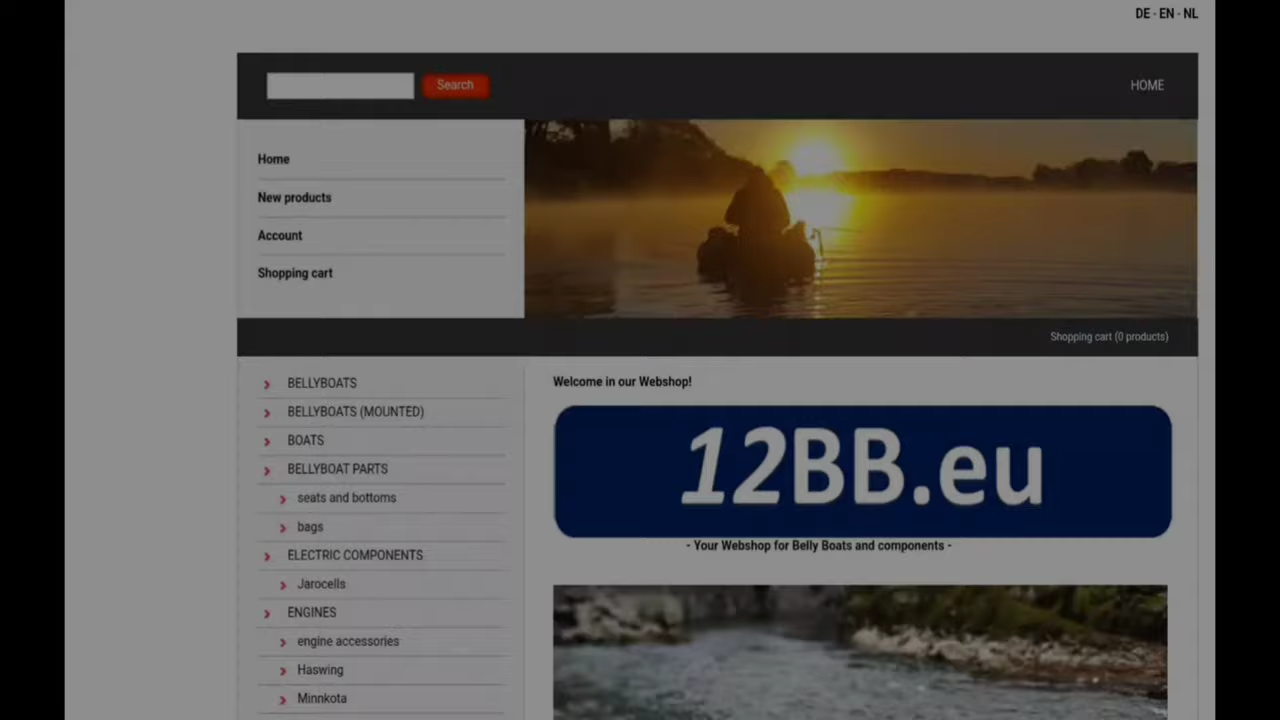 DE - EN - NL
Search
HOME
Home
New products
Account
Shopping cart
Shopping cart (0 products)
BELLYBOATS
BELLYBOATS (MOUNTED)
BOATS
BELLYBOAT PARTS
seats and bottoms
bags
ELECTRIC COMPONENTS
Jarocells
ENGINES
engine accessories
Haswing
Minnkota
Welcome in our Webshop!
12BB.eu
- Your Webshop for Belly Boats and components -